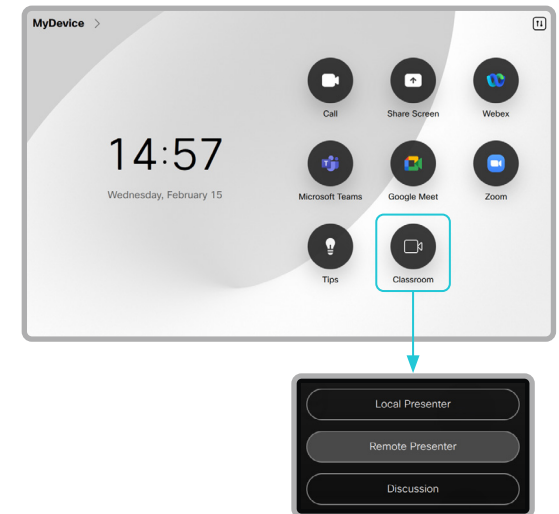 MyDevice
Call
Share Screen
Webex
14:57
Wednesday, February 15
Microsoft Teams
Google Meet
Zoom
Tips
Classroom
Local Presenter
Remote Presenter
Discussion